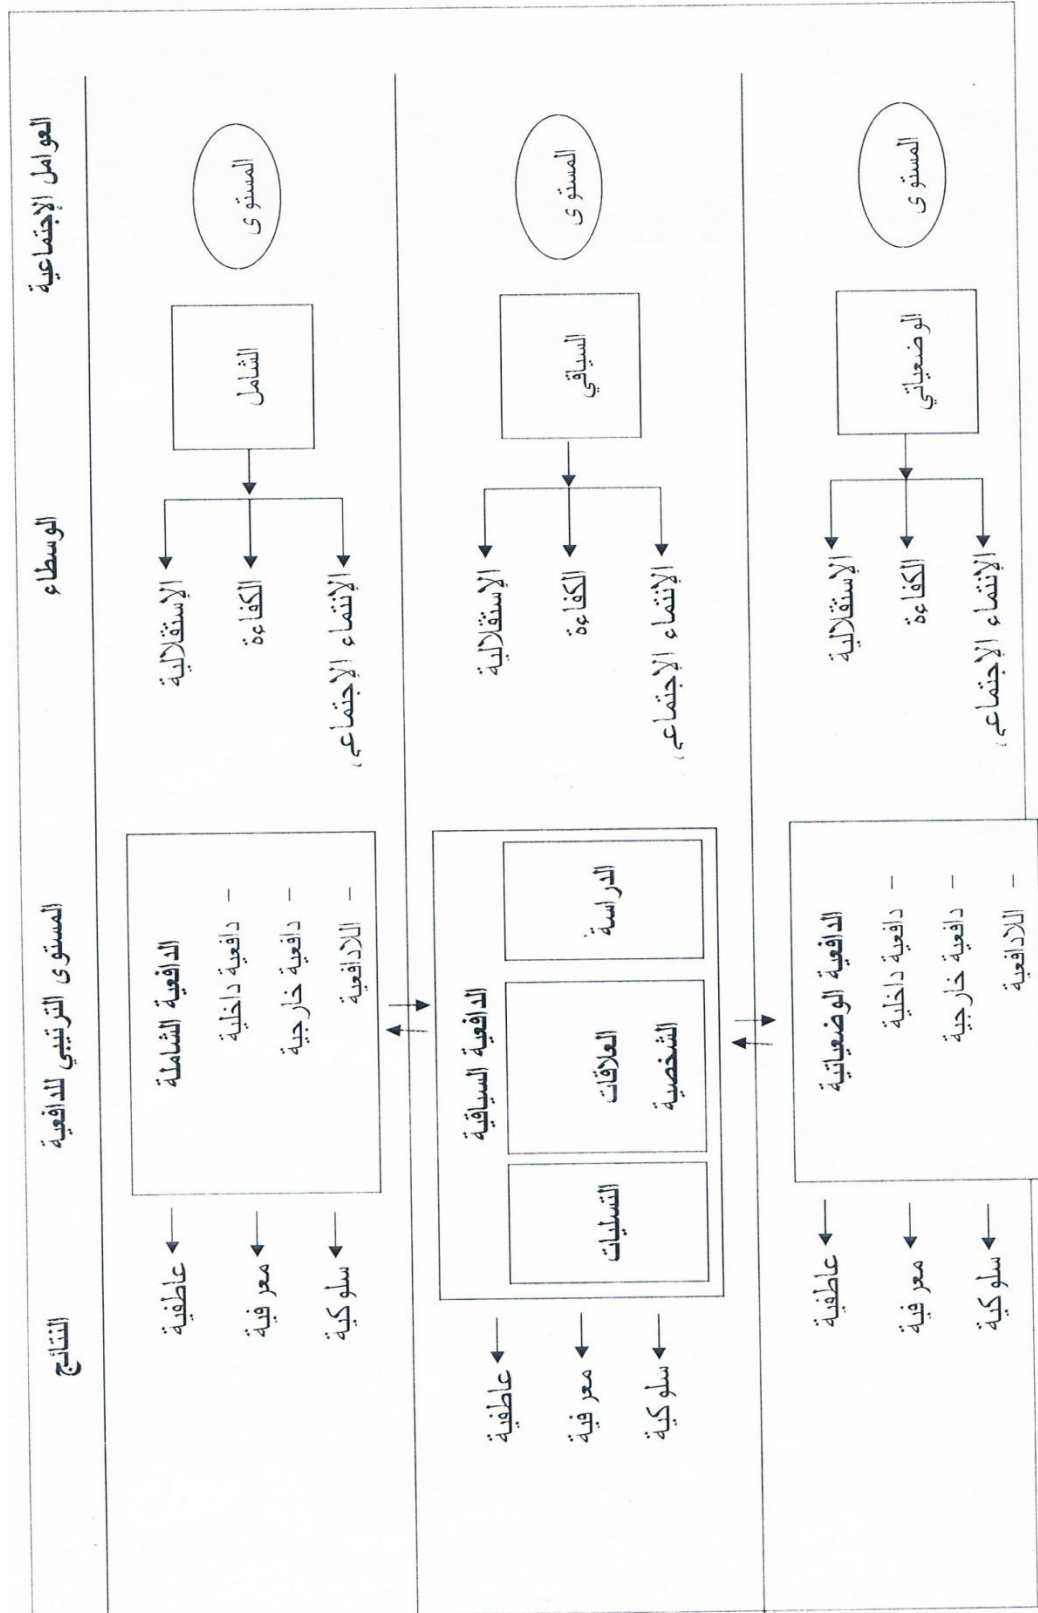 العوامل الإجتماعية
الوسطاء
المستوى الترتيبي للدافعية
النتائج
المستوى
الشامل
الإستقلالية
الكفاءة
الإنتماء الإجتماعي
الدافعية الشاملة
– دافعية داخلية
– دافعية خارجية
– اللادافعية
عاطفية
معرفية
سلوكية
المستوى
السياقي
الإستقلالية
الكفاءة
الإنتماء الإجتماعي
الدافعية السياقية
الدراسة
العلاقات
الشخصية
التسليات
عاطفية
معرفية
سلوكية
المستوى
الوضعياتي
الإستقلالية
الكفاءة
الإنتماء الإجتماعي
الدافعية الوضعياتية
– دافعية داخلية
– دافعية خارجية
– اللادافعية
عاطفية
معرفية
سلوكية